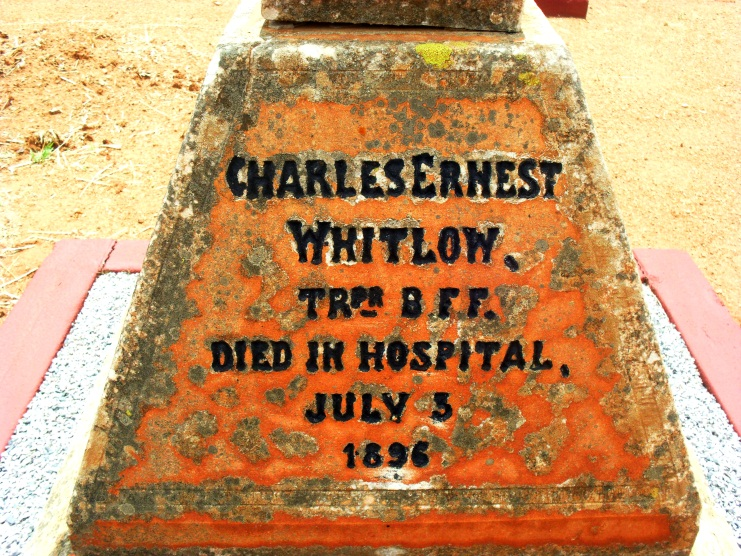 CHARLES ERNEST
WHITLOW,
TRPR B.F.F.
DIED IN HOSPITAL,
JULY 3
1896